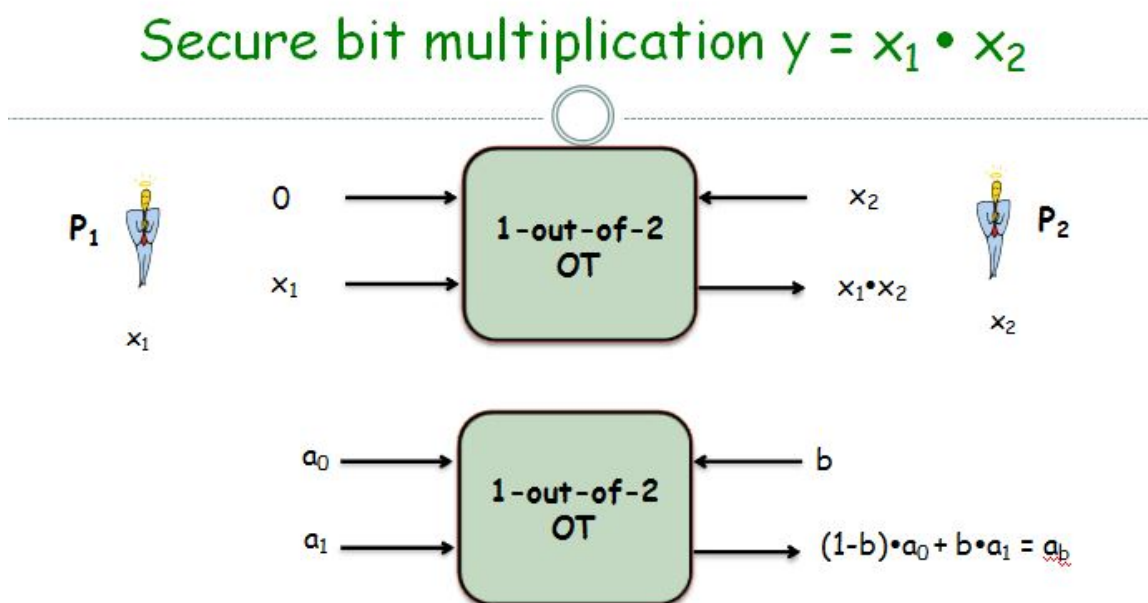 Secure bit multiplication y = x₁ • x₂
0
x₂
P₁
1-out-of-2
OT
P₂
x₁
x₁•x₂
x₁
x₂
a₀
b
1-out-of-2
OT
a₁
(1-b)•a₀ + b•a₁ = a_b